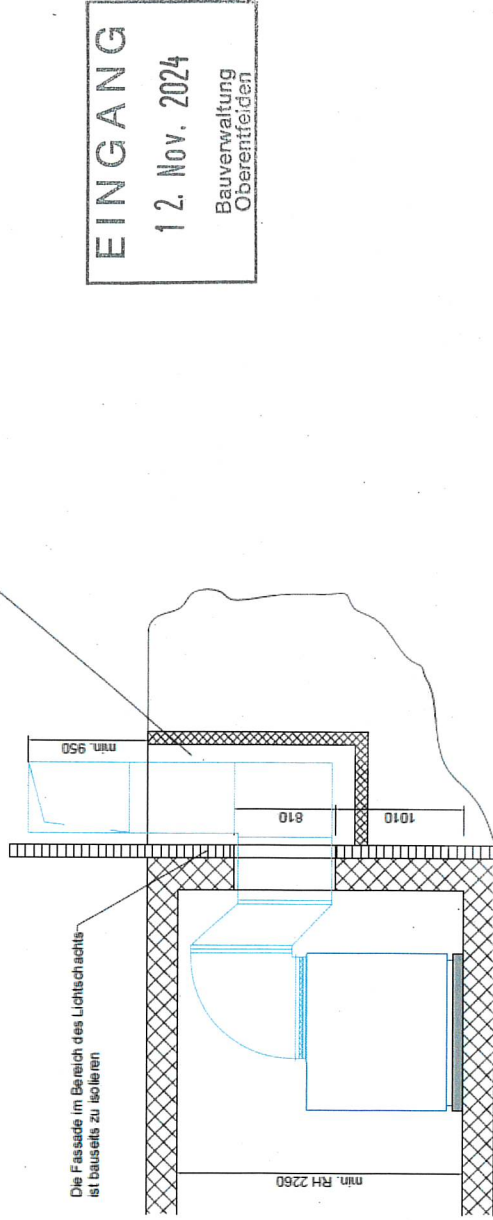 Die Fassade im Bereich des Lichtschachts
ist bauseits zu isolieren
min. RH 2260
min. 950
810
1010
EINGANG
12. Nov. 2024
Bauverwaltung
Oberentfelden